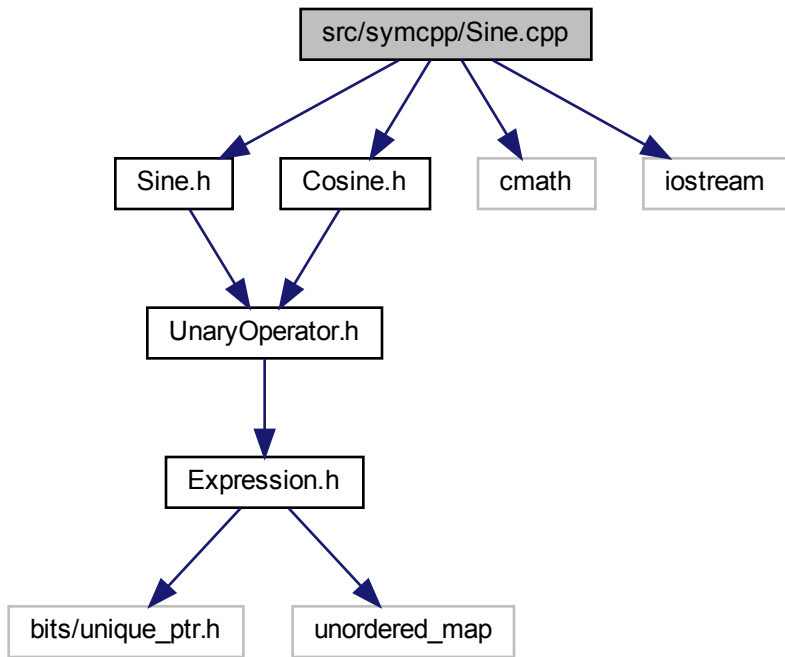 src/symcpp/Sine.cpp
Sine.h
Cosine.h
cmath
iostream
UnaryOperator.h
Expression.h
bits/unique_ptr.h
unordered_map